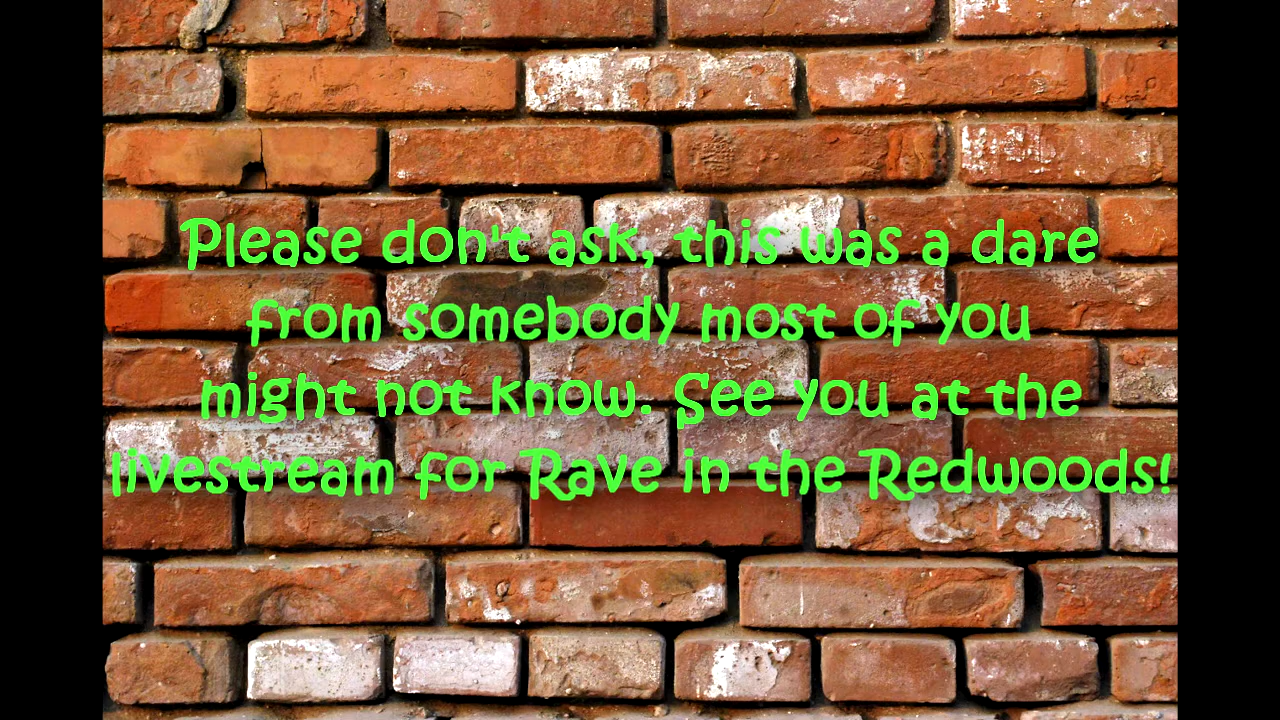 Please don't ask, this was a dare
from somebody most of you
might not know. See you at the
livestream for Rave in the Redwoods!